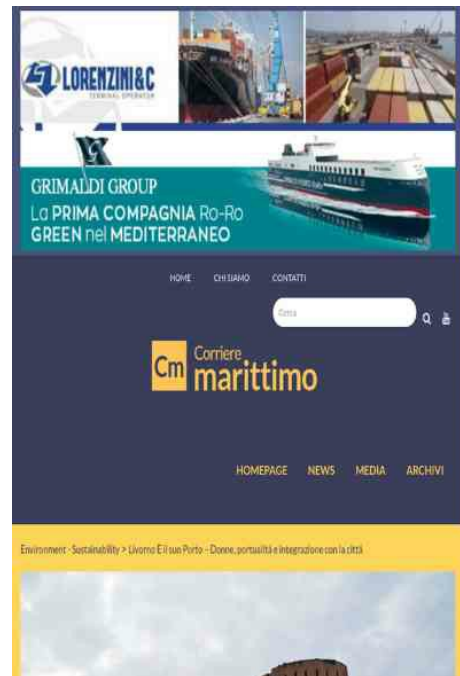 LORENZINI&C
TERMINAL OPERATOR
GRIMALDI GROUP
La PRIMA COMPAGNIA Ro-Ro
GREEN nel MEDITERRANEO
HOME CHI SIAMO CONTATTI
Cerca
Cm Corriere
marittimo
HOMEPAGE NEWS MEDIA ARCHIVI
Environment - Sustainability > Livorno E il suo Porto – Donne, portualità e integrazione con la città